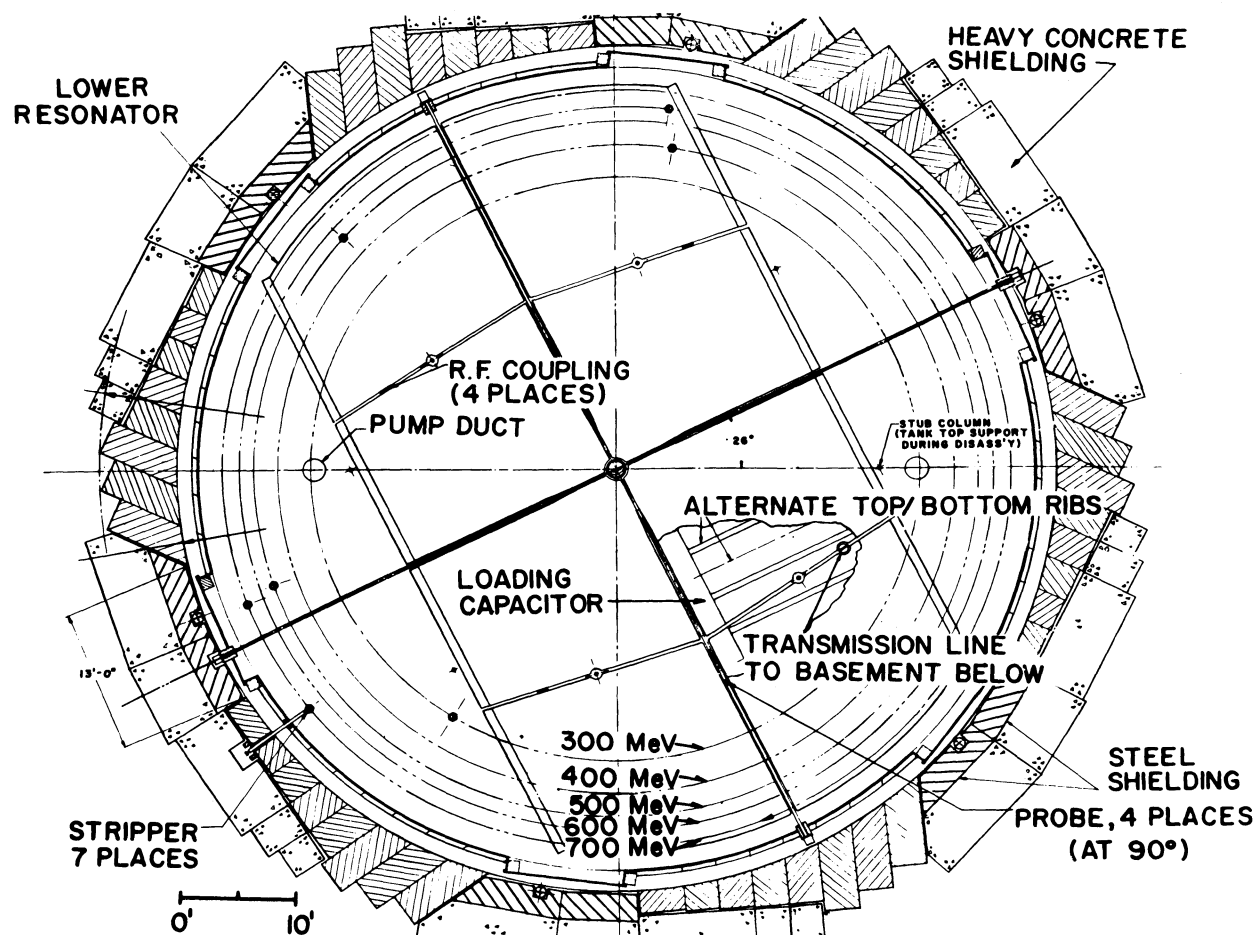 HEAVY CONCRETE
SHIELDING
LOWER
RESONATOR
R.F. COUPLING
(4 PLACES)
PUMP DUCT
STUB COLUMN
(TANK TOP SUPPORT
DURING DISASS'Y)
26°
ALTERNATE TOP/BOTTOM RIBS
LOADING
CAPACITOR
TRANSMISSION LINE
TO BASEMENT BELOW
13'-0"
300 MeV
400 MeV
500 MeV
600 MeV
700 MeV
STEEL
SHIELDING
PROBE, 4 PLACES
(AT 90°)
STRIPPER
7 PLACES
0' 10'